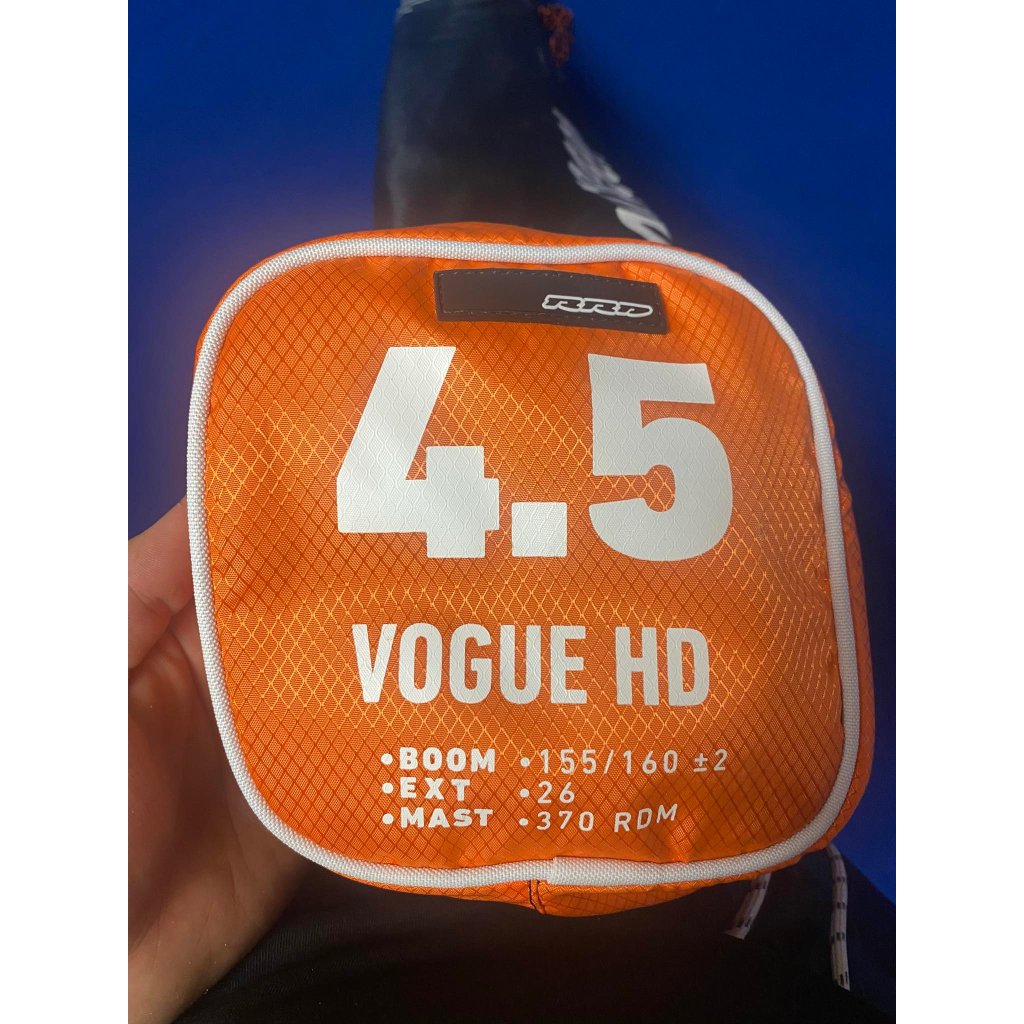 RRD
4.5
VOGUE HD
•BOOM •155/160 ±2
•EXT •26
•MAST •370 RDM